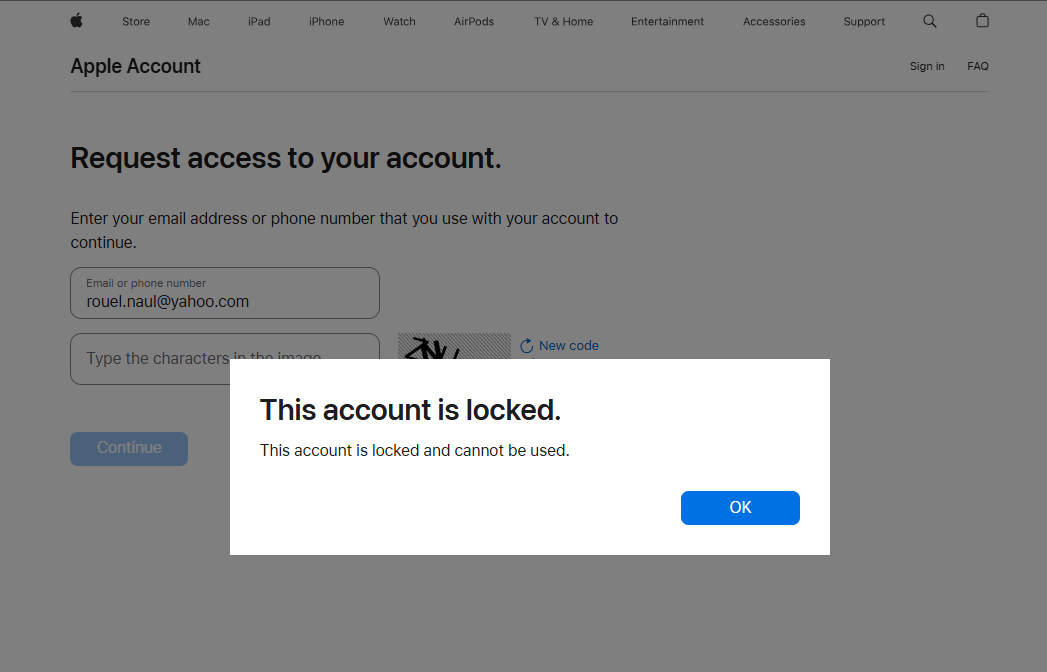 Store Mac iPad iPhone Watch AirPods TV & Home Entertainment Accessories Support
Apple Account Sign in FAQ
Request access to your account.
Enter your email address or phone number that you use with your account to
continue.
Email or phone number
rouel.naul@yahoo.com
Type the characters in the image
New code
This account is locked.
This account is locked and cannot be used.
Continue
OK